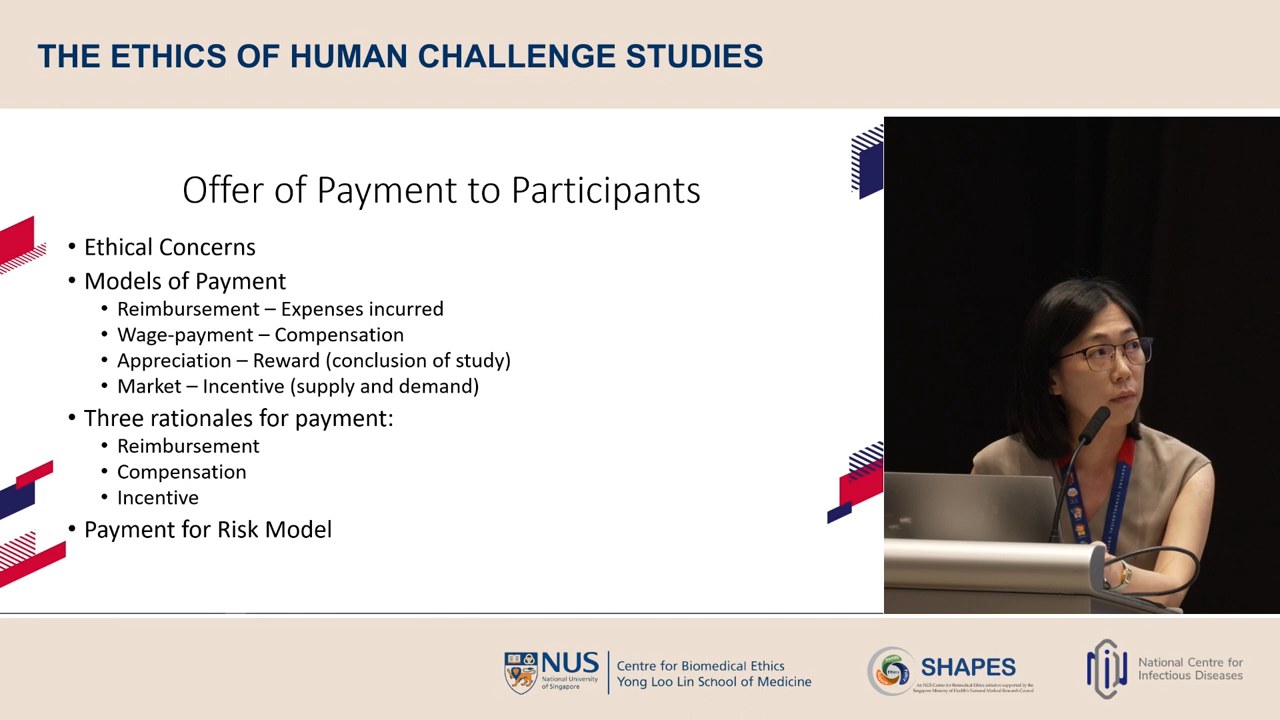 THE ETHICS OF HUMAN CHALLENGE STUDIES
Offer of Payment to Participants
• Ethical Concerns
• Models of Payment
• Reimbursement – Expenses incurred
• Wage-payment – Compensation
• Appreciation – Reward (conclusion of study)
• Market – Incentive (supply and demand)
• Three rationales for payment:
• Reimbursement
• Compensation
• Incentive
• Payment for Risk Model
NUS
National University
of Singapore
Centre for Biomedical Ethics
Yong Loo Lin School of Medicine
SHAPES
An NUS Centre for Biomedical Ethics initiative supported by the
Singapore Ministry of Health's National Medical Research Council
National Centre for
Infectious Diseases